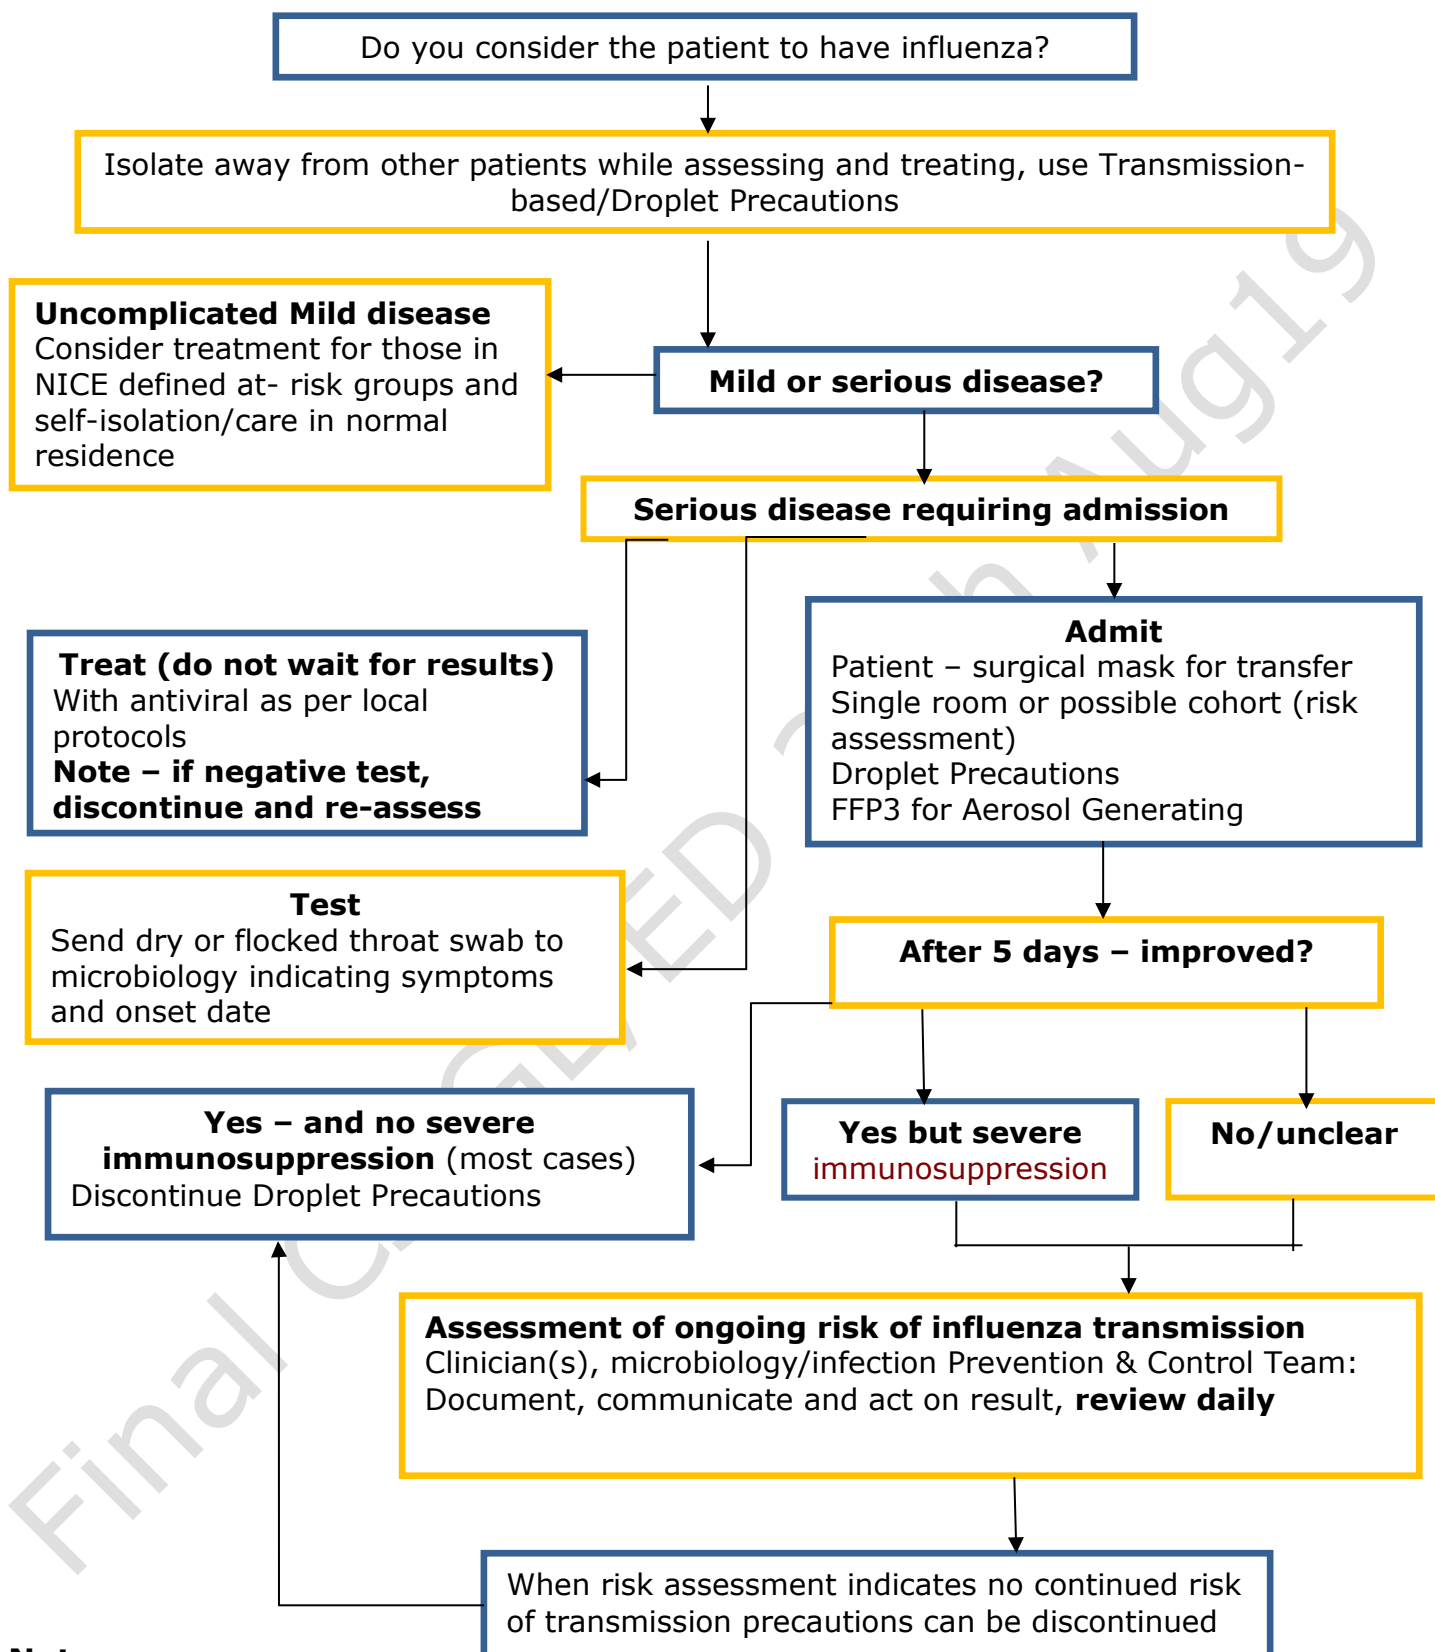 Do you consider the patient to have influenza?
Isolate away from other patients while assessing and treating, use Transmission-
based/Droplet Precautions
Uncomplicated Mild disease
Consider treatment for those in
NICE defined at- risk groups and
self-isolation/care in normal
residence
Mild or serious disease?
Serious disease requiring admission
Treat (do not wait for results)
With antiviral as per local
protocols
Note – if negative test,
discontinue and re-assess
Admit
Patient – surgical mask for transfer
Single room or possible cohort (risk
assessment)
Droplet Precautions
FFP3 for Aerosol Generating
Test
Send dry or flocked throat swab to
microbiology indicating symptoms
and onset date
After 5 days – improved?
Yes – and no severe
immunosuppression (most cases)
Discontinue Droplet Precautions
Yes but severe
immunosuppression
No/unclear
Assessment of ongoing risk of influenza transmission
Clinician(s), microbiology/infection Prevention & Control Team:
Document, communicate and act on result, review daily
When risk assessment indicates no continued risk
of transmission precautions can be discontinued
Final Aug19